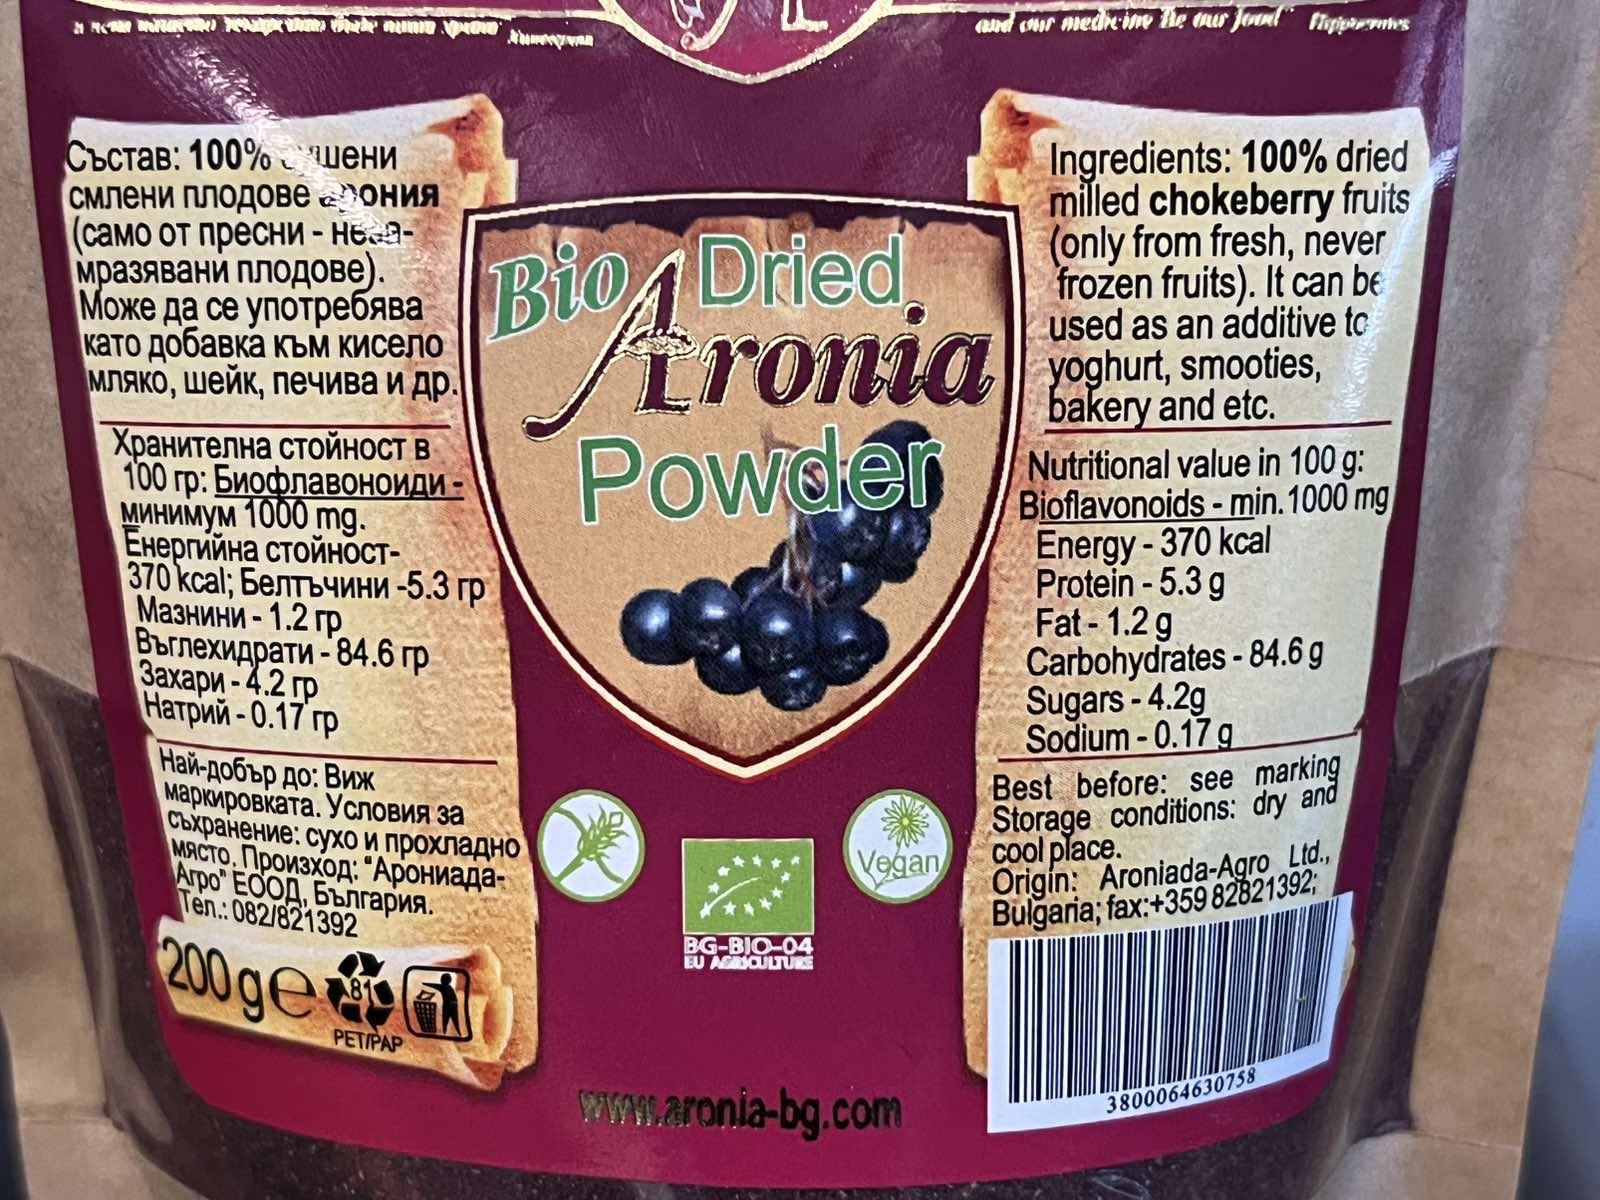 and our medicine be our food"
Състав: 100%
смлени плодове арония
(само от пресни - неза-
мразявани плодове).
Може да се употребява
като добавка към кисело
мляко, шейк, печива и др.
Хранителна стойност в
100 гр: Биофлавоноиди -
минимум 1000 mg.
Енергийна стойност-
370 kcal; Белтъчини -5.3 гр
Мазнини - 1.2 гр
Въглехидрати - 84.6 гр
Захари - 4.2 гр
Натрий - 0.17 гр
Най-добър до: Виж
маркировката. Условия за
съхранение: сухо и прохладно
място. Произход: "Арониада-
Агро" ЕООД, България.
Тел.: 082/821392
200 g e
81
PET/PAP
Bio Dried
Aronia
Powder
Vegan
BG-BIO-04
EU AGRICULTURE
www.aronia-bg.com
Ingredients: 100% dried
milled chokeberry fruits
(only from fresh, never
frozen fruits). It can be
used as an additive to
yoghurt, smooties,
bakery and etc.
Nutritional value in 100 g:
Bioflavonoids - min. 1000 mg
Energy - 370 kcal
Protein - 5.3 g
Fat - 1.2 g
Carbohydrates - 84.6 g
Sugars - 4.2g
Sodium - 0.17 g
Best before: see marking
Storage conditions: dry and
cool place.
Origin: Aroniada-Agro Ltd.,
Bulgaria; fax:+359 82821392;
3800064630758